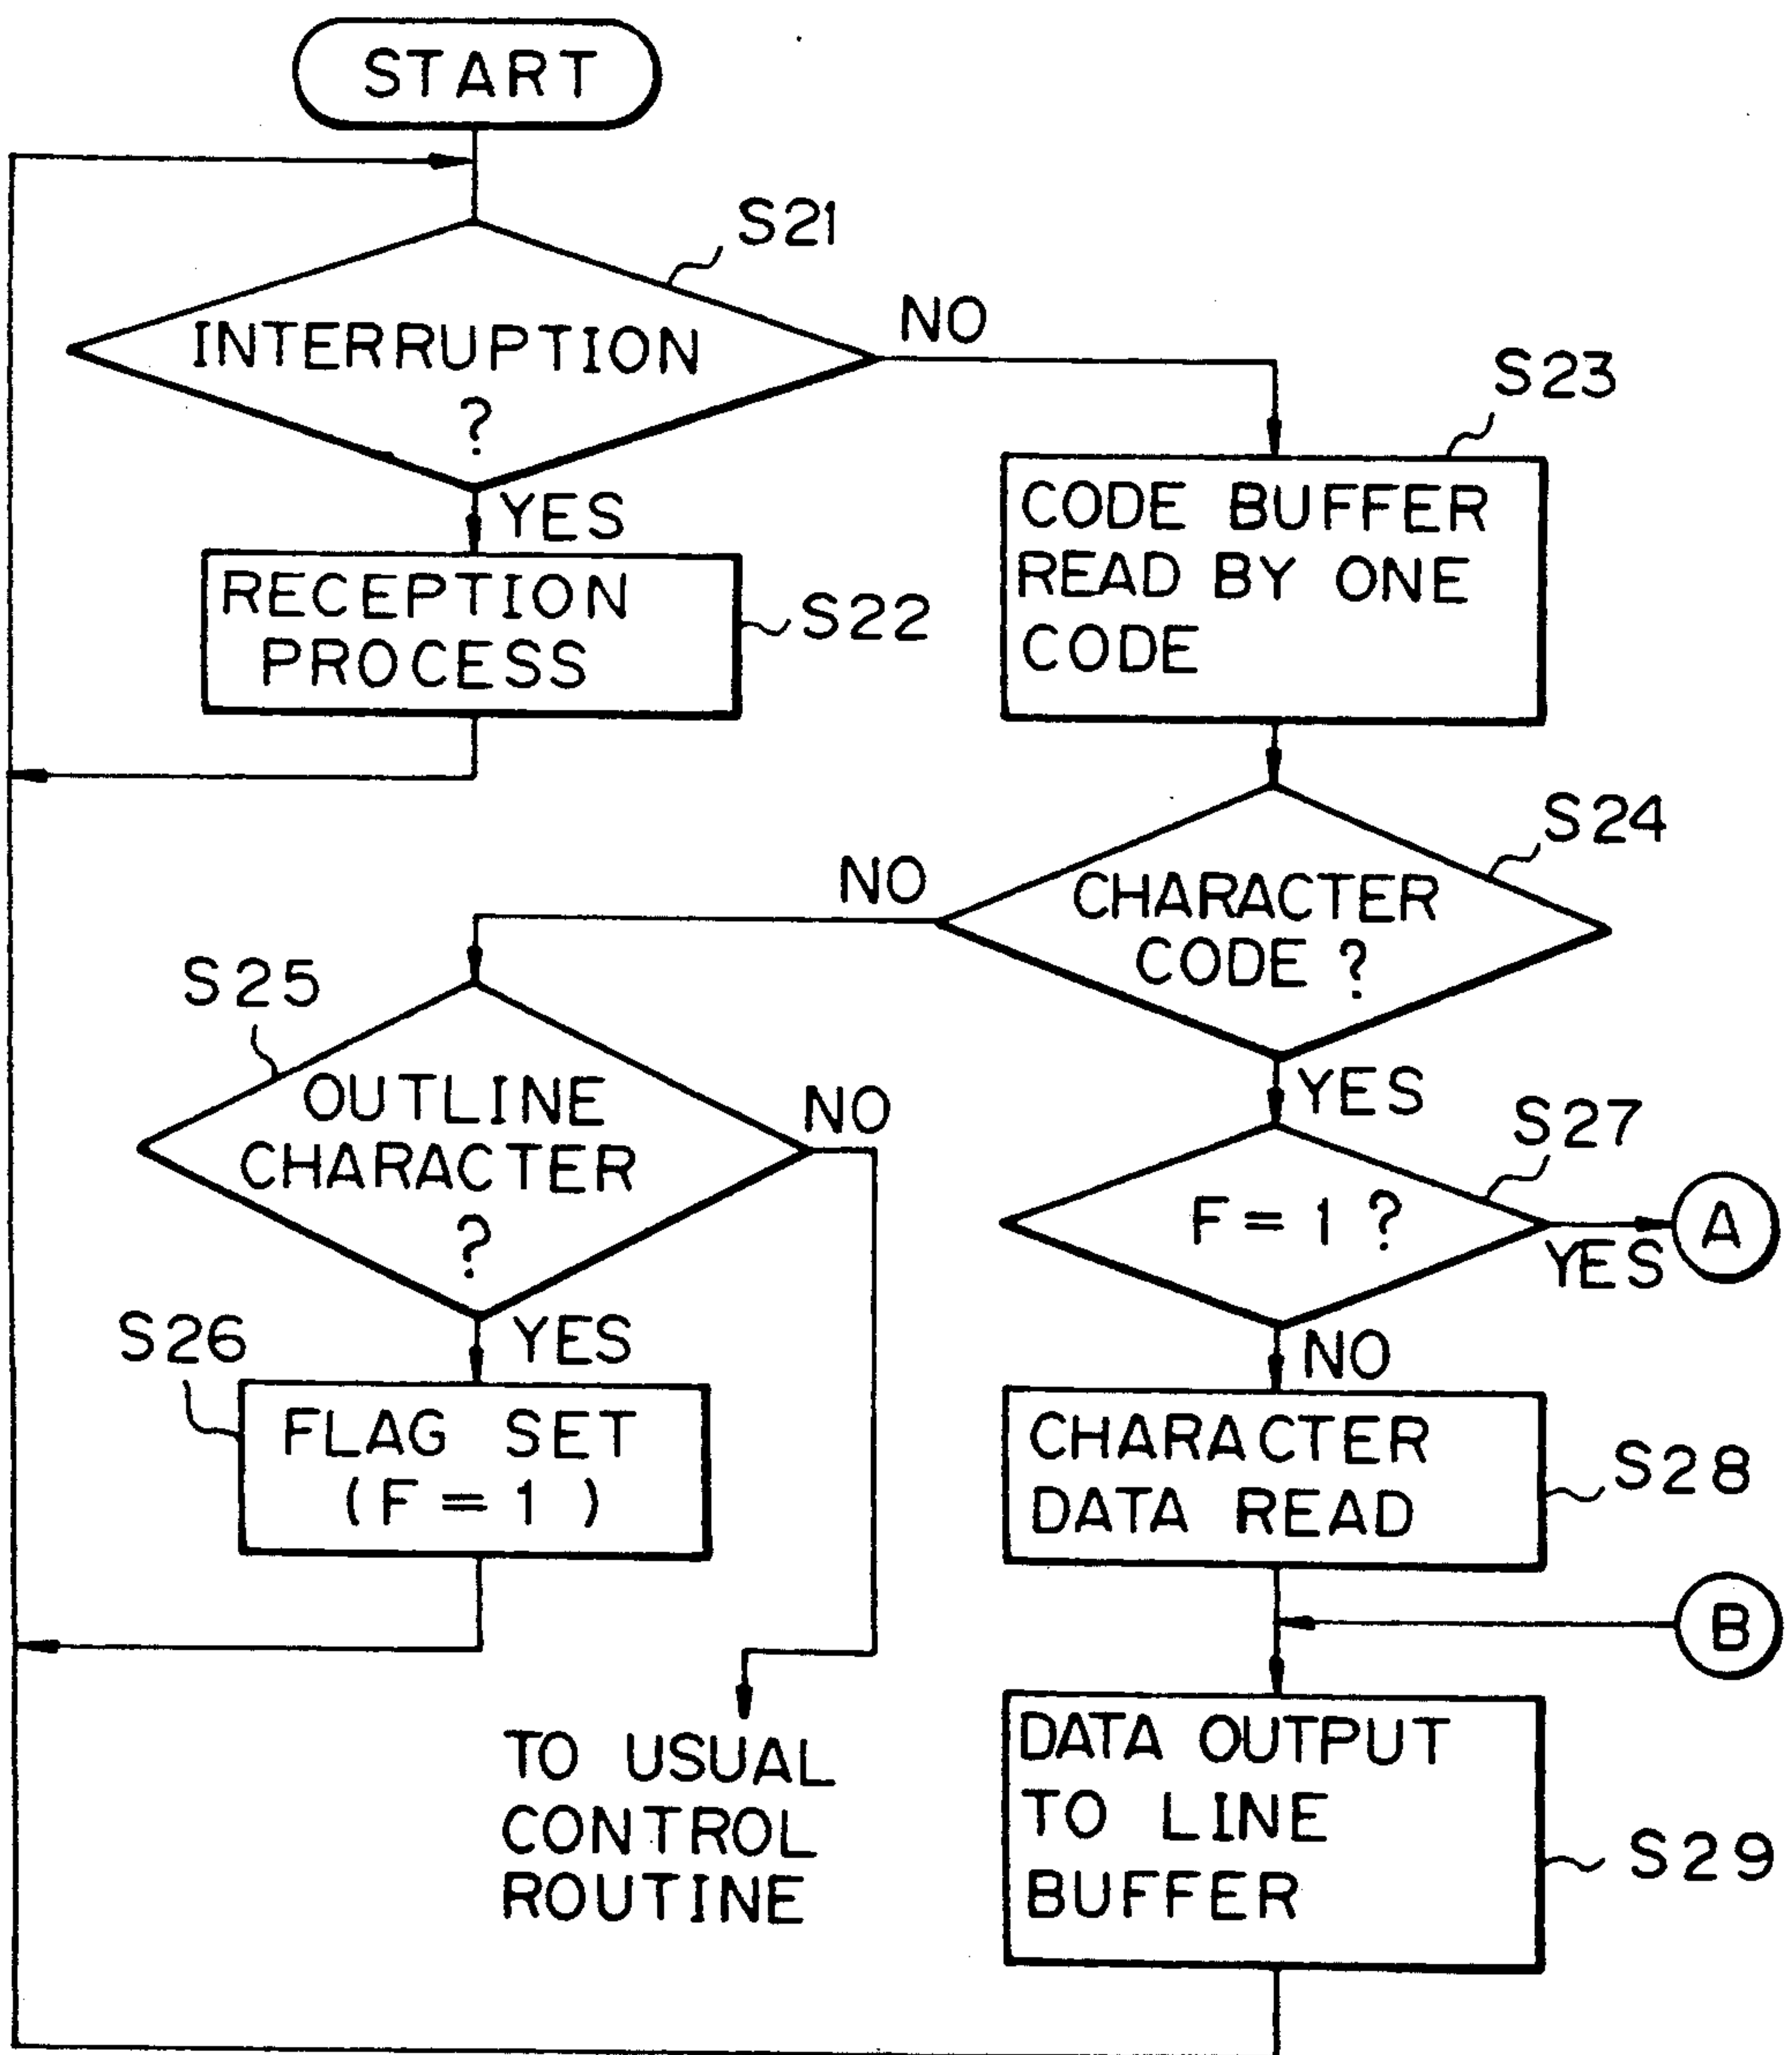 START
S21
INTERRUPTION
?
NO
YES
RECEPTION
PROCESS
S22
S23
CODE BUFFER
READ BY ONE
CODE
S24
CHARACTER
CODE ?
NO
YES
S25
OUTLINE
CHARACTER
?
NO
YES
S26
FLAG SET
(F = 1 )
TO USUAL
CONTROL
ROUTINE
S27
F = 1 ?
YES
A
NO
CHARACTER
DATA READ
S28
B
DATA OUTPUT
TO LINE
BUFFER
S29